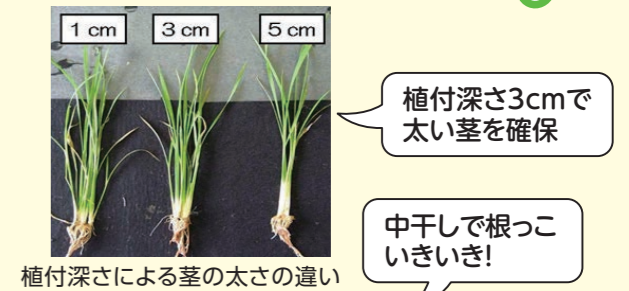 1 cm
3 cm
5 cm
植付深さ3cmで
太い茎を確保
中干しで根っこ
いきいき!
植付深さによる茎の太さの違い